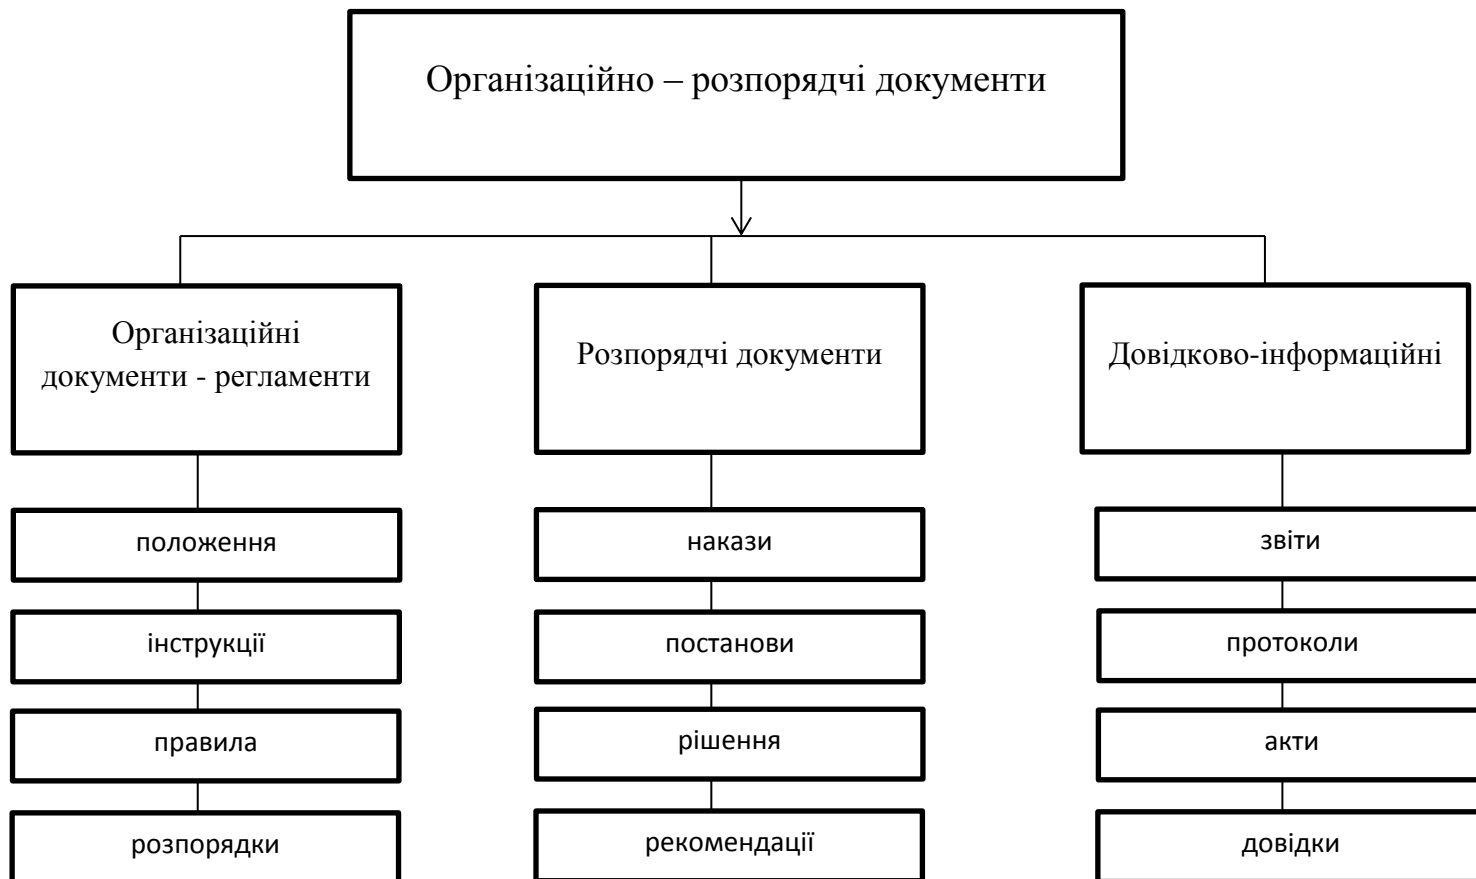 Організаційно – розпорядчі документи
Організаційні
документи - регламенти
Розпорядчі документи
Довідково-інформаційні
положення
накази
звіти
інструкції
постанови
протоколи
правила
рішення
акти
розпорядки
рекомендації
довідки